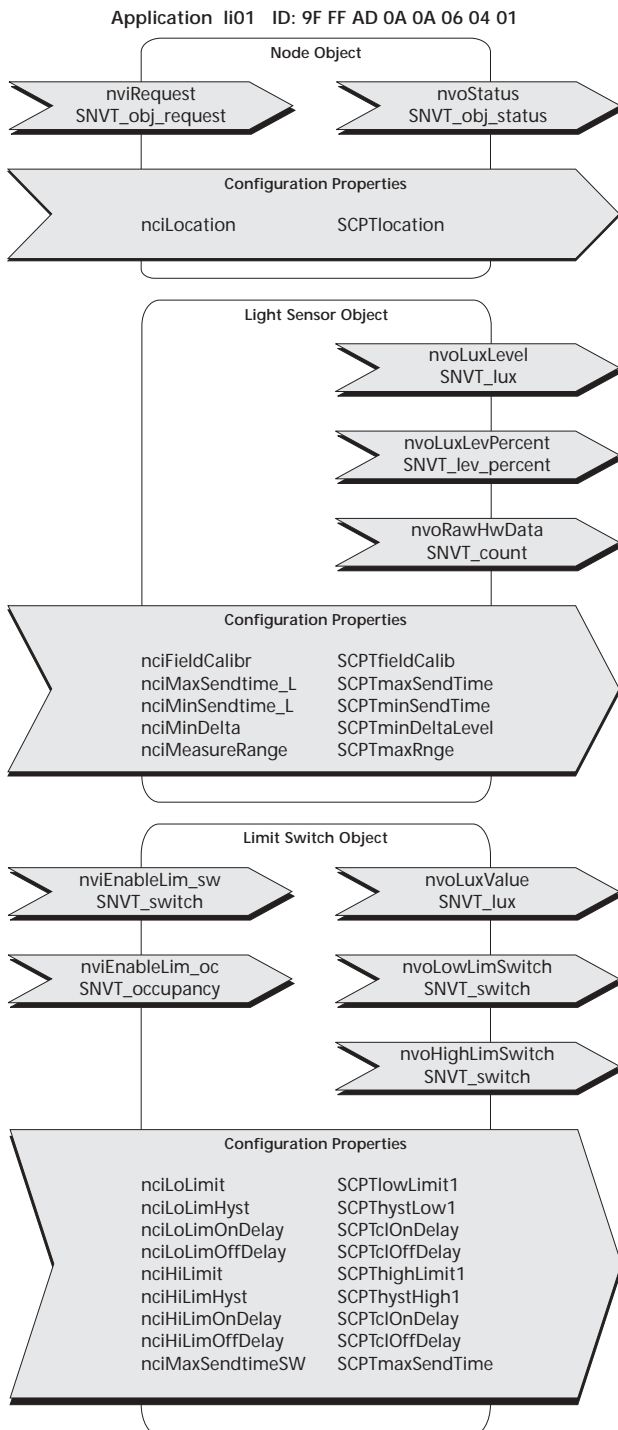 Application li01 ID: 9F FF AD 0A 0A 06 04 01
Node Object
nviRequest
SNVT_obj_request
nvoStatus
SNVT_obj_status
Configuration Properties
nciLocation SCPTlocation
Light Sensor Object
nvoLuxLevel
SNVT_lux
nvoLuxLevPercent
SNVT_lev_percent
nvoRawHwData
SNVT_count
Configuration Properties
nciFieldCalibr SCPTfieldCalib
nciMaxSendtime_L SCPTmaxSendTime
nciMinSendtime_L SCPTminSendTime
nciMinDelta SCPTminDeltaLevel
nciMeasureRange SCPTmaxRnge
Limit Switch Object
nviEnableLim_sw
SNVT_switch
nvoLuxValue
SNVT_lux
nviEnableLim_oc
SNVT_occupancy
nvoLowLimSwitch
SNVT_switch
nvoHighLimSwitch
SNVT_switch
Configuration Properties
nciLoLimit SCPTlowLimit1
nciLoLimHyst SCPThystLow1
nciLoLimOnDelay SCPTclOnDelay
nciLoLimOffDelay SCPTclOffDelay
nciHiLimit SCPThighLimit1
nciHiLimHyst SCPThystHigh1
nciHiLimOnDelay SCPTclOnDelay
nciHiLimOffDelay SCPTclOffDelay
nciMaxSendtimeSW SCPTmaxSendTime